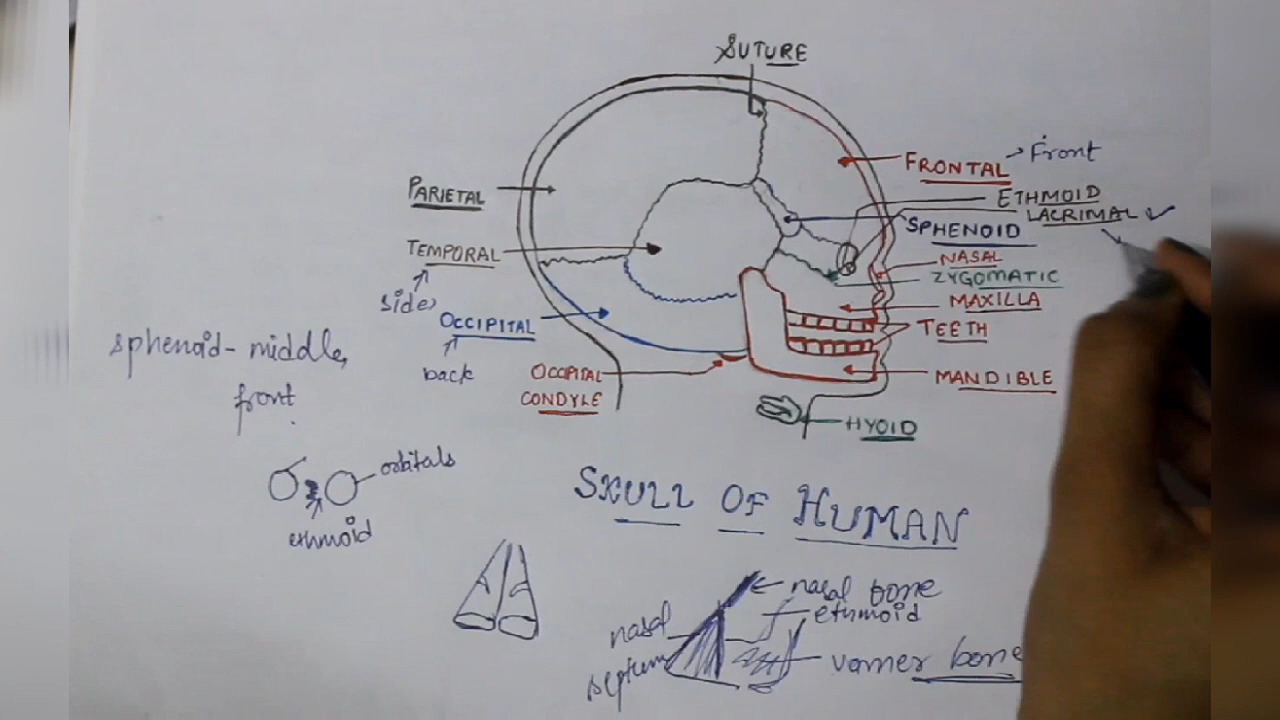 SUTURE
FRONTAL → Front
PARIETAL
ETHMOID
LACRIMAL
SPHENOID
TEMPORAL
NASAL
ZYGOMATIC
side
MAXILLA
OCCIPITAL
TEETH
sphenoid - middle,
front
back
OCCIPITAL
CONDYLE
MANDIBLE
HYOID
orbitals
ethmoid
SKULL OF HUMAN
nasal bone
ethmoid
nasal
septum
vomer bone